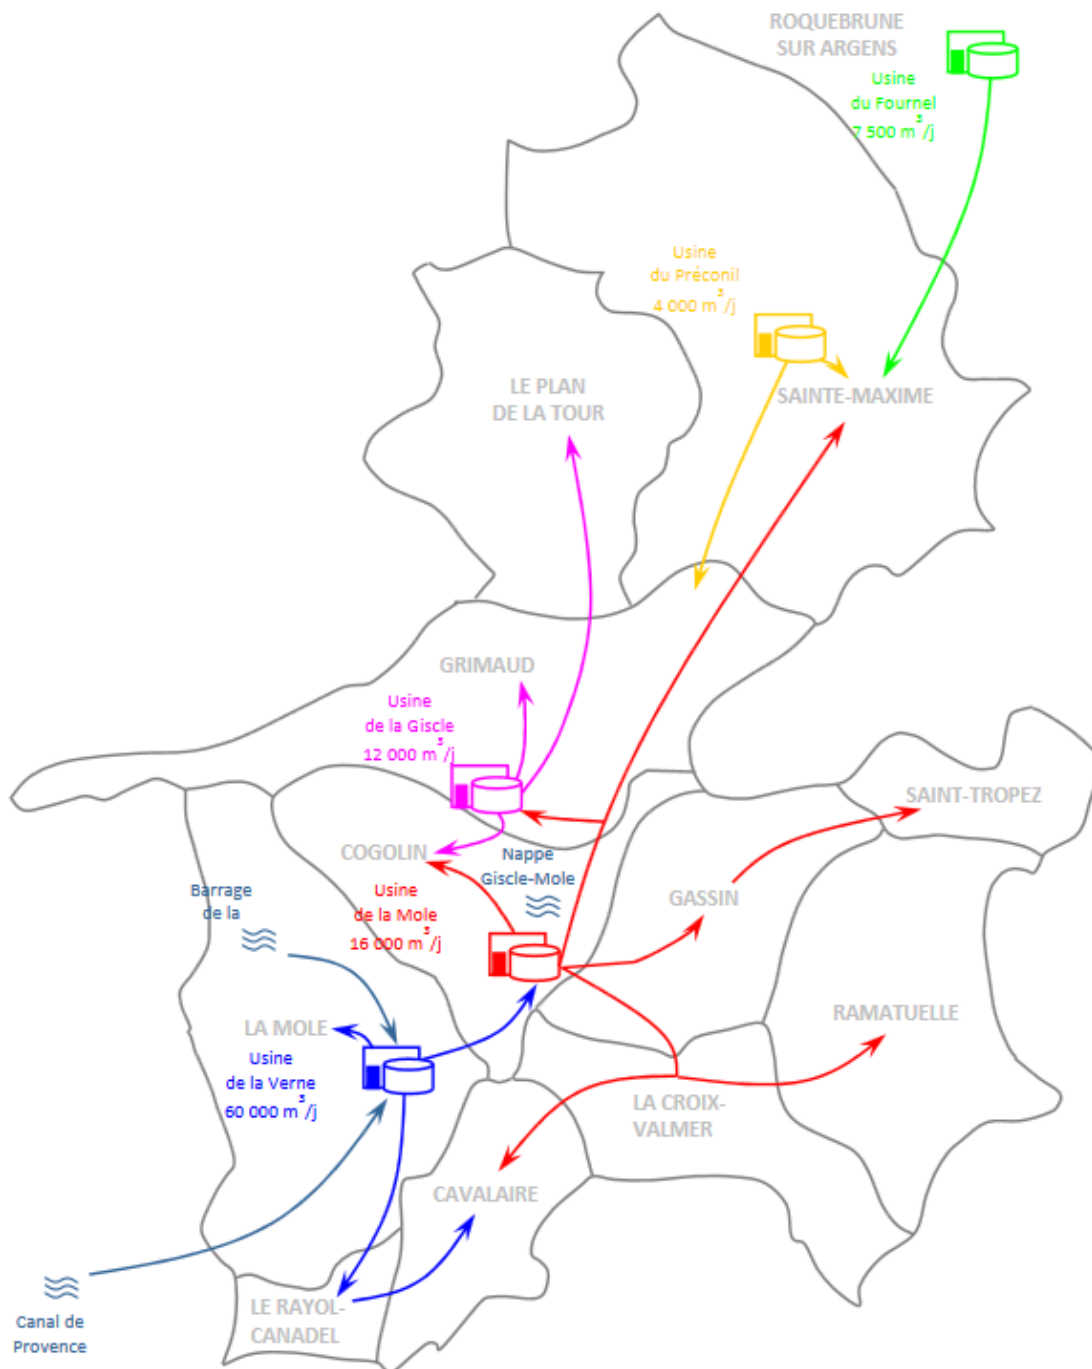 ROQUEBRUNE
SUR ARGENS
Usine
du Fournel
7 500 m³/j
Usine
du Préconil
4 000 m³/j
LE PLAN
DE LA TOUR
SAINTE-MAXIME
GRIMAUD
Usine
de la Giscle
12 000 m³/j
SAINT-TROPEZ
COGOLIN
Nappe
Giscle-Mole
Barrage
de la
Usine
de la Mole
16 000 m³/j
GASSIN
LA MOLE
RAMATUELLE
Usine
de la Verne
60 000 m³/j
LA CROIX-
VALMER
CAVALAIRE
Canal de
Provence
LE RAYOL-
CANADEL